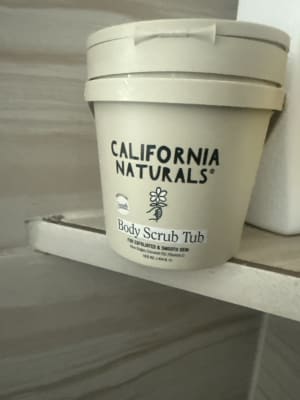 CALIFORNIA
NATURALS®
Body Scrub Tub
FOR EXFOLIATED & SMOOTH SKIN